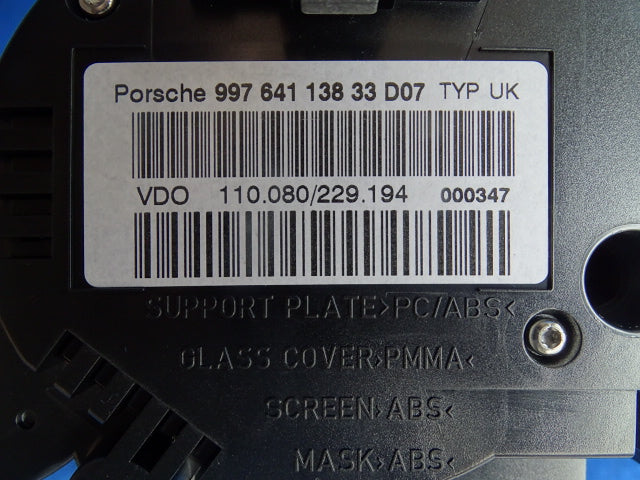 Porsche 997 641 138 33 D07 TYP UK
VDO 110.080/229.194 000347
SUPPORT PLATE>PC/ABS<
GLASS COVER>PMMA<
SCREEN>ABS<
MASK>ABS<